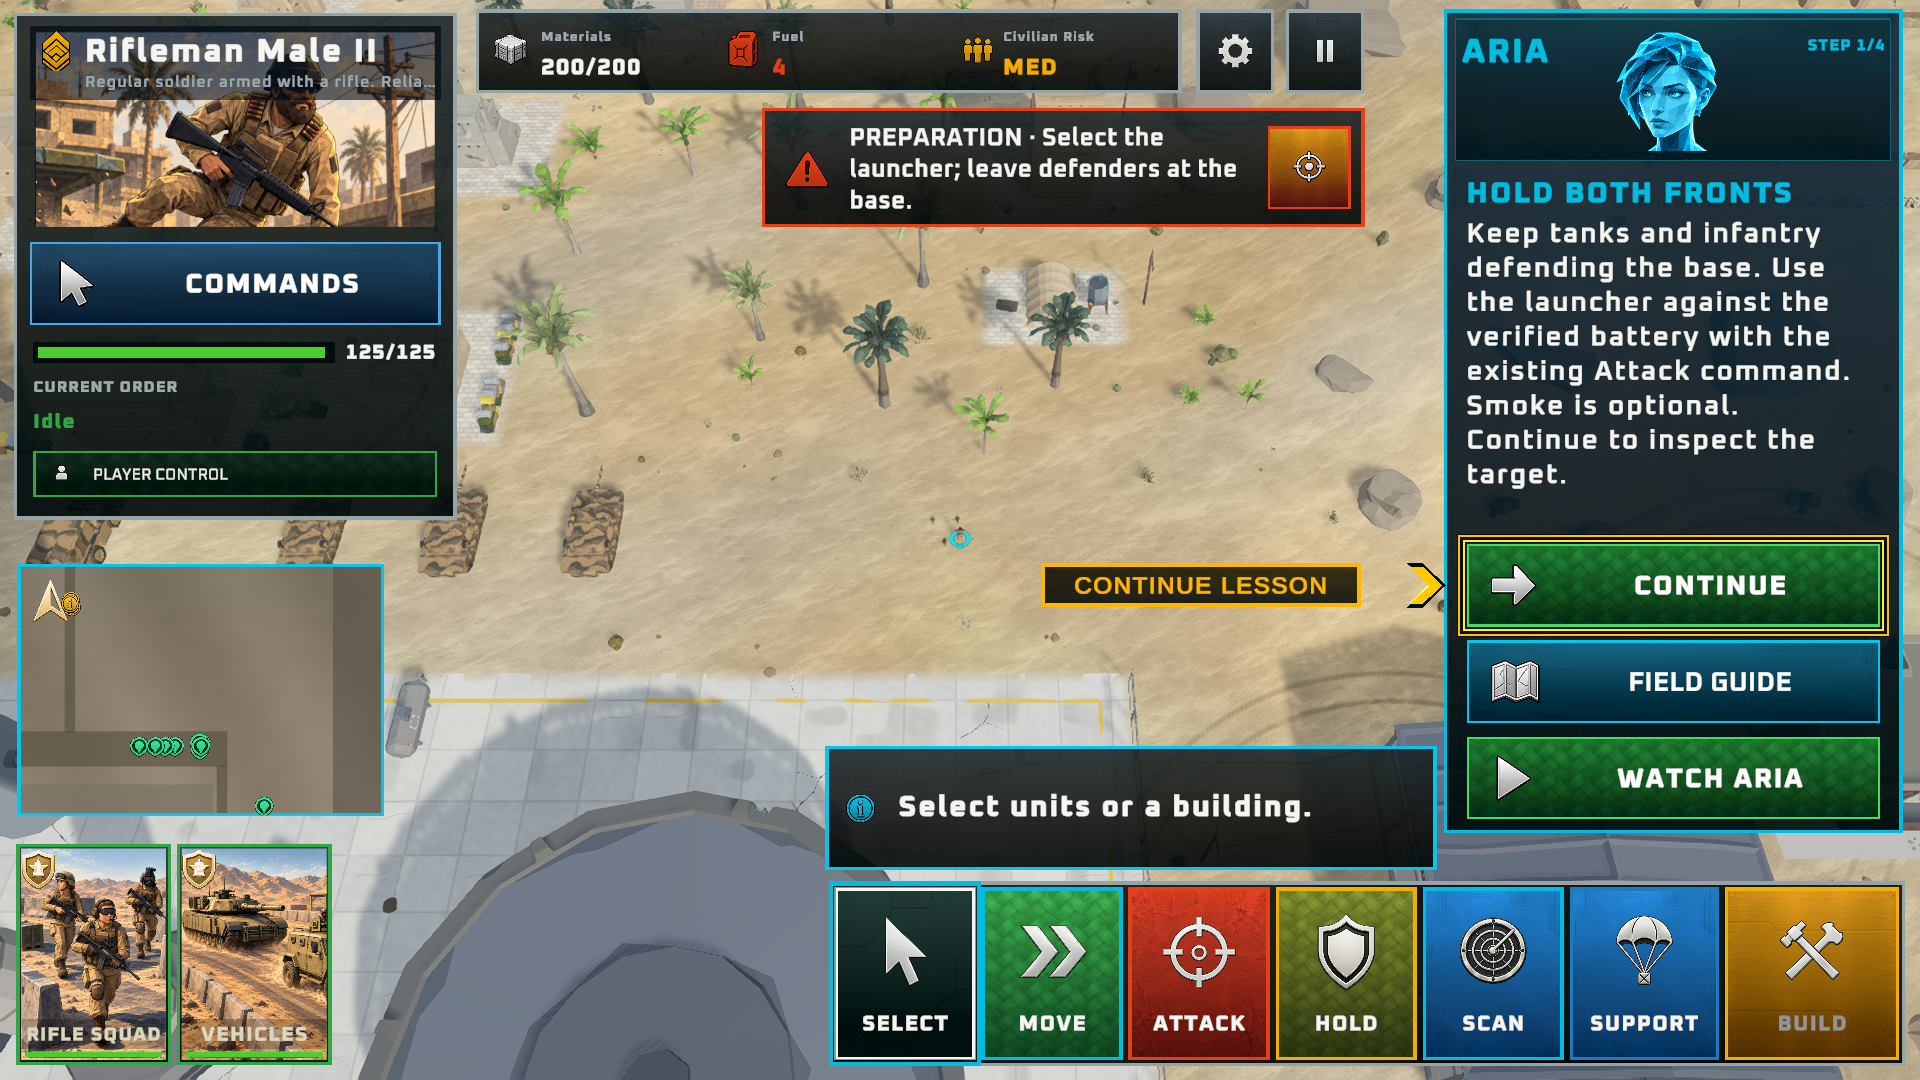 Rifleman Male II
Regular soldier armed with a rifle. Relia...
COMMANDS
125/125
CURRENT ORDER
Idle
PLAYER CONTROL
Materials
200/200
Fuel
4
Civilian Risk
MED
PREPARATION · Select the
launcher; leave defenders at the
base.
ARIA
STEP 1/4
HOLD BOTH FRONTS
Keep tanks and infantry
defending the base. Use
the launcher against the
verified battery with the
existing Attack command.
Smoke is optional.
Continue to inspect the
target.
CONTINUE LESSON
CONTINUE
FIELD GUIDE
WATCH ARIA
Select units or a building.
RIFLE SQUAD
VEHICLES
SELECT
MOVE
ATTACK
HOLD
SCAN
SUPPORT
BUILD